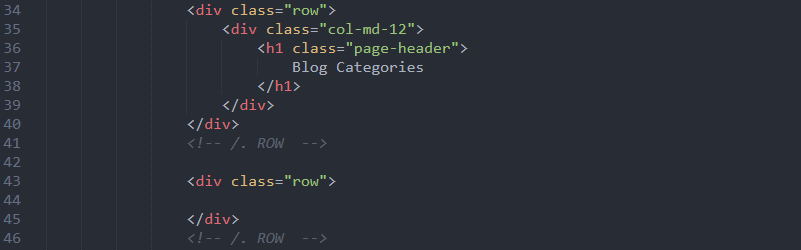 34 <div class="row">
35 <div class="col-md-12">
36 <h1 class="page-header">
37 Blog Categories
38 </h1>
39 </div>
40 </div>
41 <!-- /. ROW  -->
42
43 <div class="row">
44
45 </div>
46 <!-- /. ROW  -->